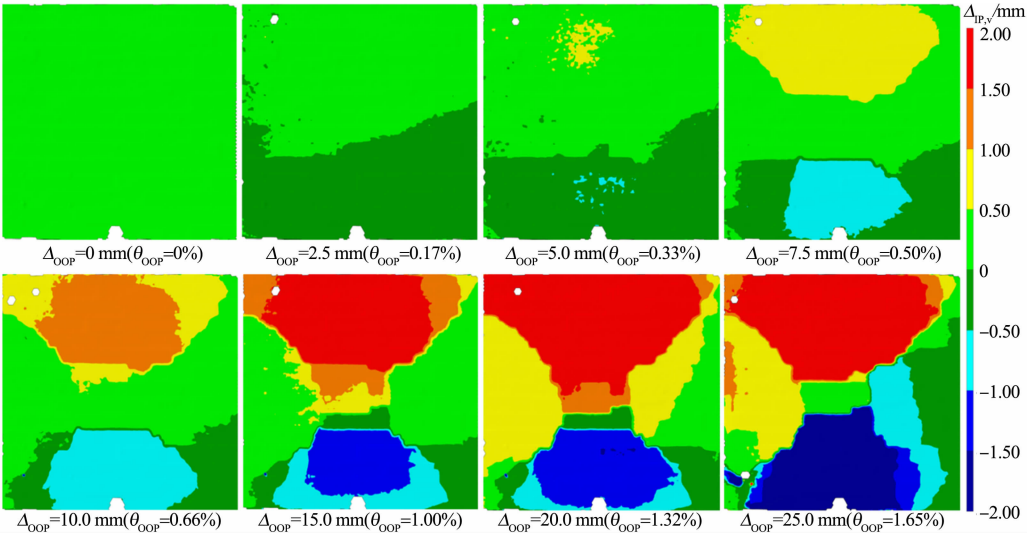 Δ_IP,v/mm
2.00
1.50
1.00
0.50
0
−0.50
−1.00
−1.50
−2.00
Δ_OOP=0 mm(θ_OOP=0%)
Δ_OOP=2.5 mm(θ_OOP=0.17%)
Δ_OOP=5.0 mm(θ_OOP=0.33%)
Δ_OOP=7.5 mm(θ_OOP=0.50%)
Δ_OOP=10.0 mm(θ_OOP=0.66%)
Δ_OOP=15.0 mm(θ_OOP=1.00%)
Δ_OOP=20.0 mm(θ_OOP=1.32%)
Δ_OOP=25.0 mm(θ_OOP=1.65%)